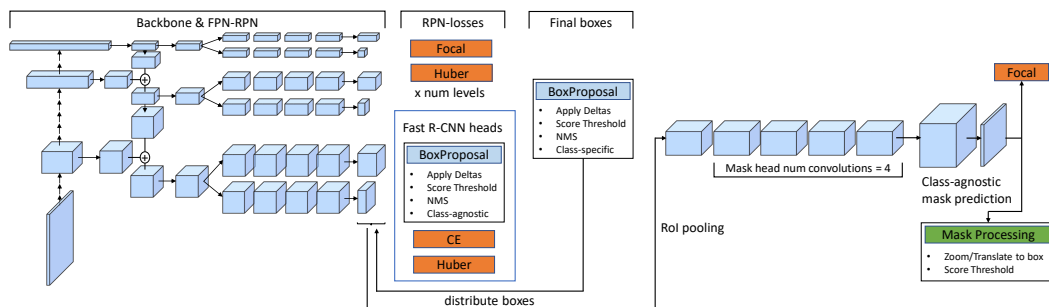 Backbone & FPN-RPN
RPN-losses
Focal
Huber
x num levels
Fast R-CNN heads
BoxProposal
• Apply Deltas
• Score Threshold
• NMS
• Class-agnostic
CE
Huber
Final boxes
BoxProposal
• Apply Deltas
• Score Threshold
• NMS
• Class-specific
distribute boxes
RoI pooling
Mask head num convolutions = 4
Class-agnostic
mask prediction
Focal
Mask Processing
• Zoom/Translate to box
• Score Threshold